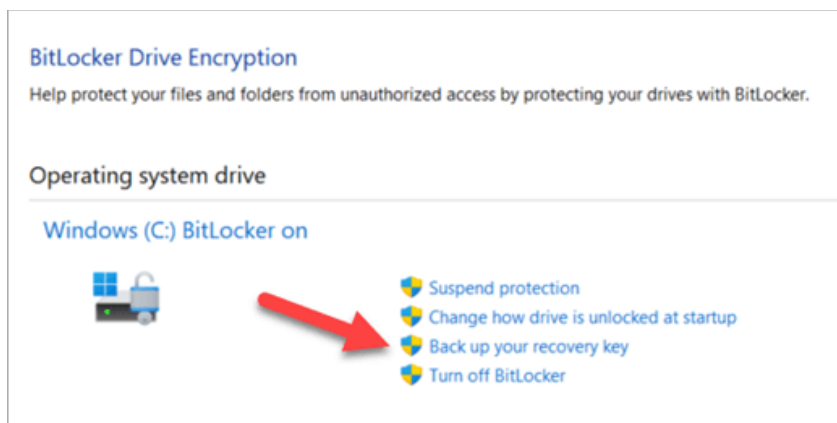 BitLocker Drive Encryption
Help protect your files and folders from unauthorized access by protecting your drives with BitLocker.
Operating system drive
Windows (C:) BitLocker on
Suspend protection
Change how drive is unlocked at startup
Back up your recovery key
Turn off BitLocker